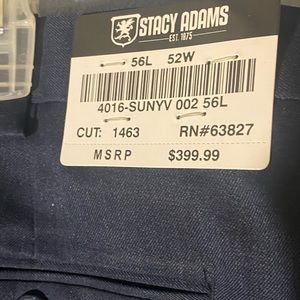 STACY ADAMS
EST. 1875
56L 52W
4016-SUNYV 002 56L
CUT: 1463 RN#63827
MSRP $399.99